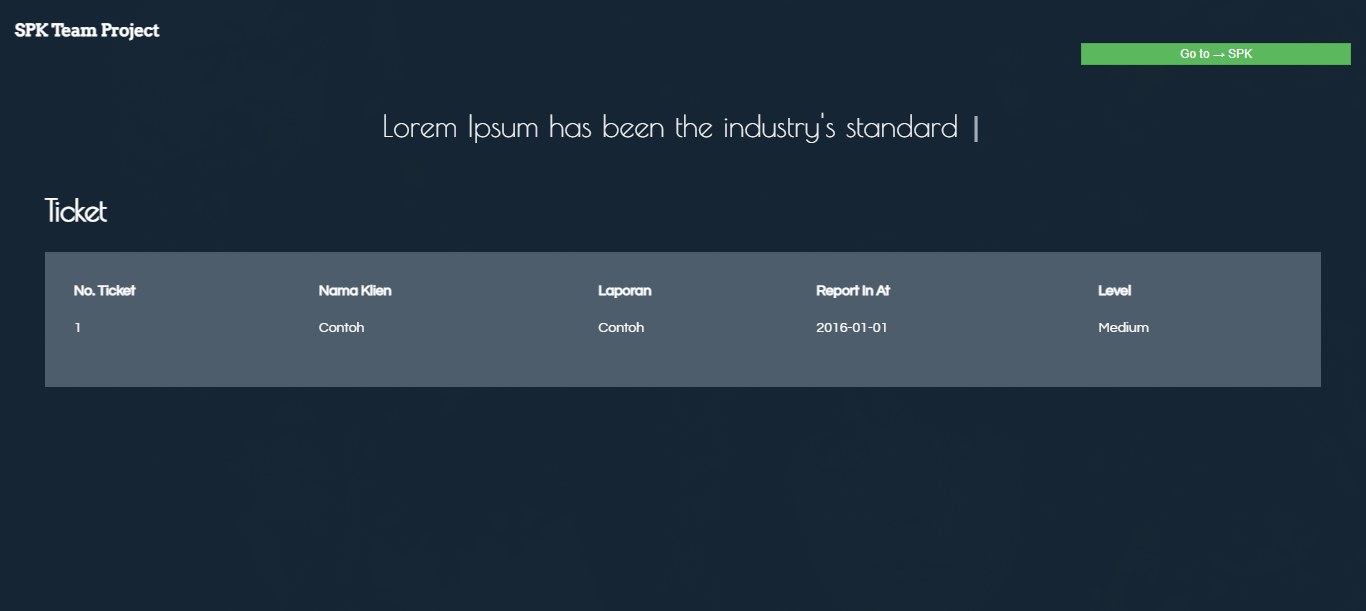 SPK Team Project
Go to → SPK
Lorem Ipsum has been the industry's standard |
Ticket
No. Ticket Nama Klien Laporan Report In At Level
1 Contoh Contoh 2016-01-01 Medium